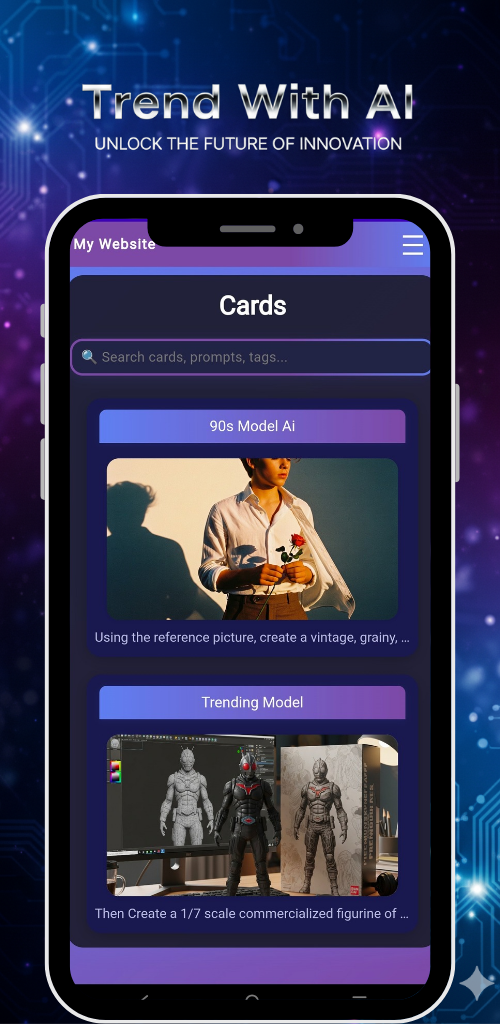 Trend With AI
UNLOCK THE FUTURE OF INNOVATION
My Website
Cards
Search cards, prompts, tags...
90s Model Ai
Using the reference picture, create a vintage, grainy, ...
Trending Model
Then Create a 1/7 scale commercialized figurine of ...